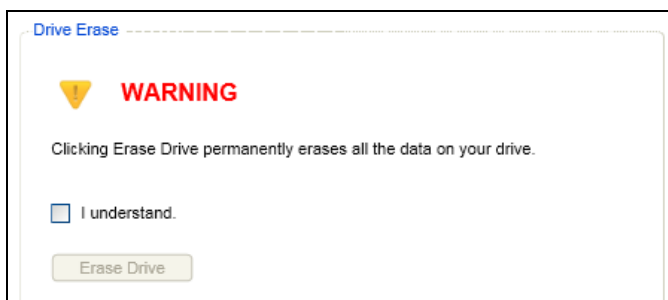 Drive Erase
WARNING
Clicking Erase Drive permanently erases all the data on your drive.
I understand.
Erase Drive